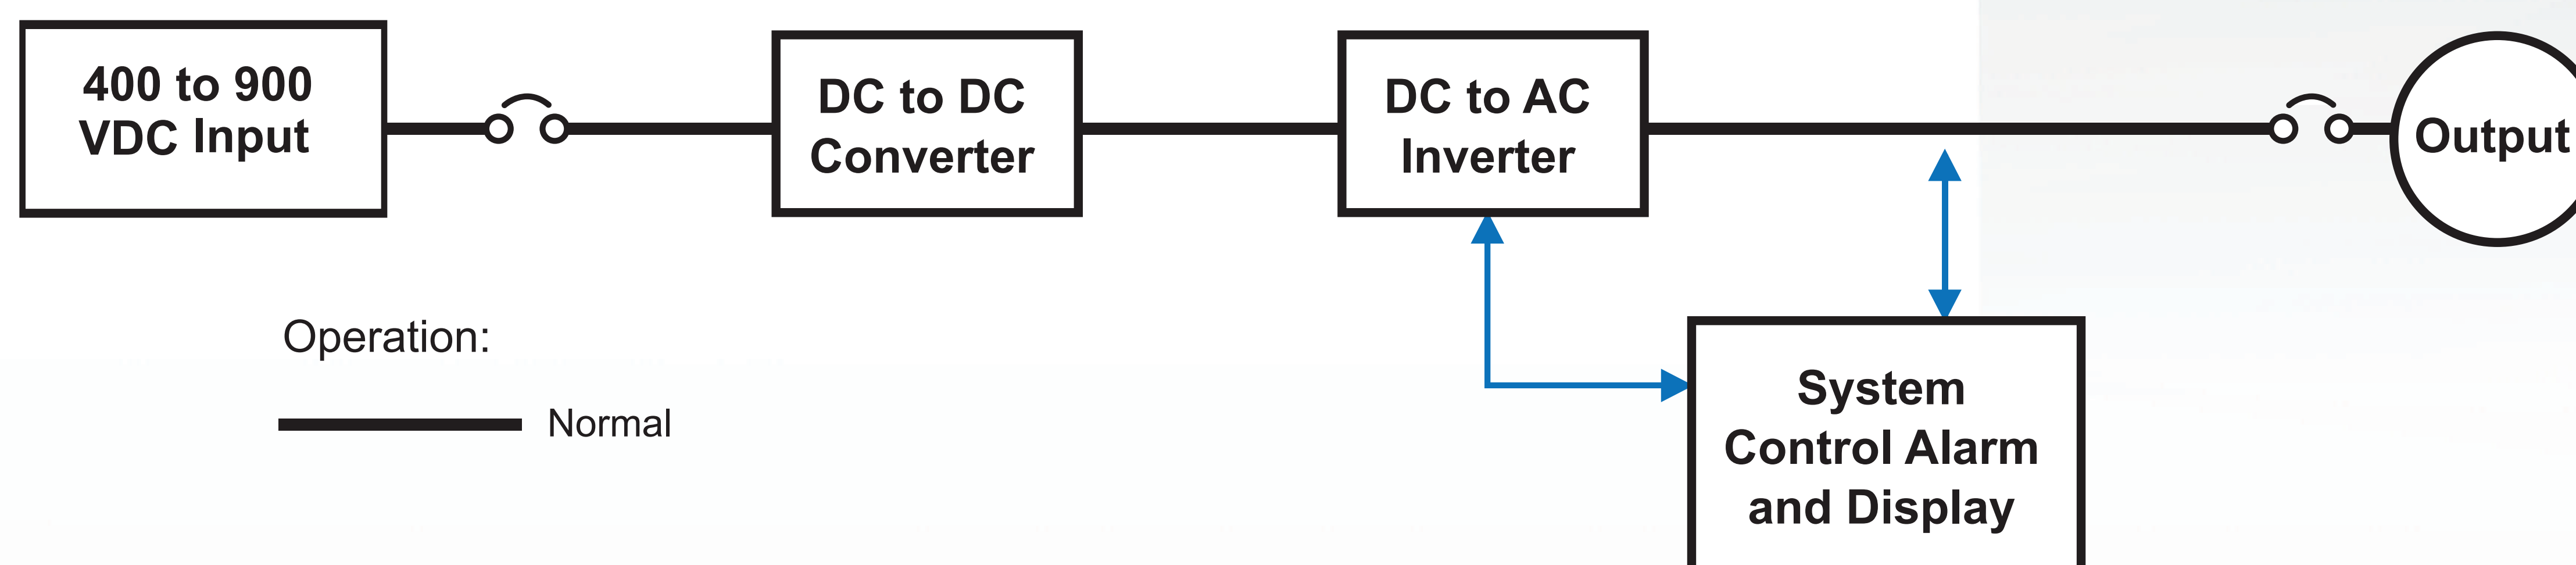 400 to 900
VDC Input
DC to DC
Converter
DC to AC
Inverter
Output
Operation:
Normal
System
Control Alarm
and Display